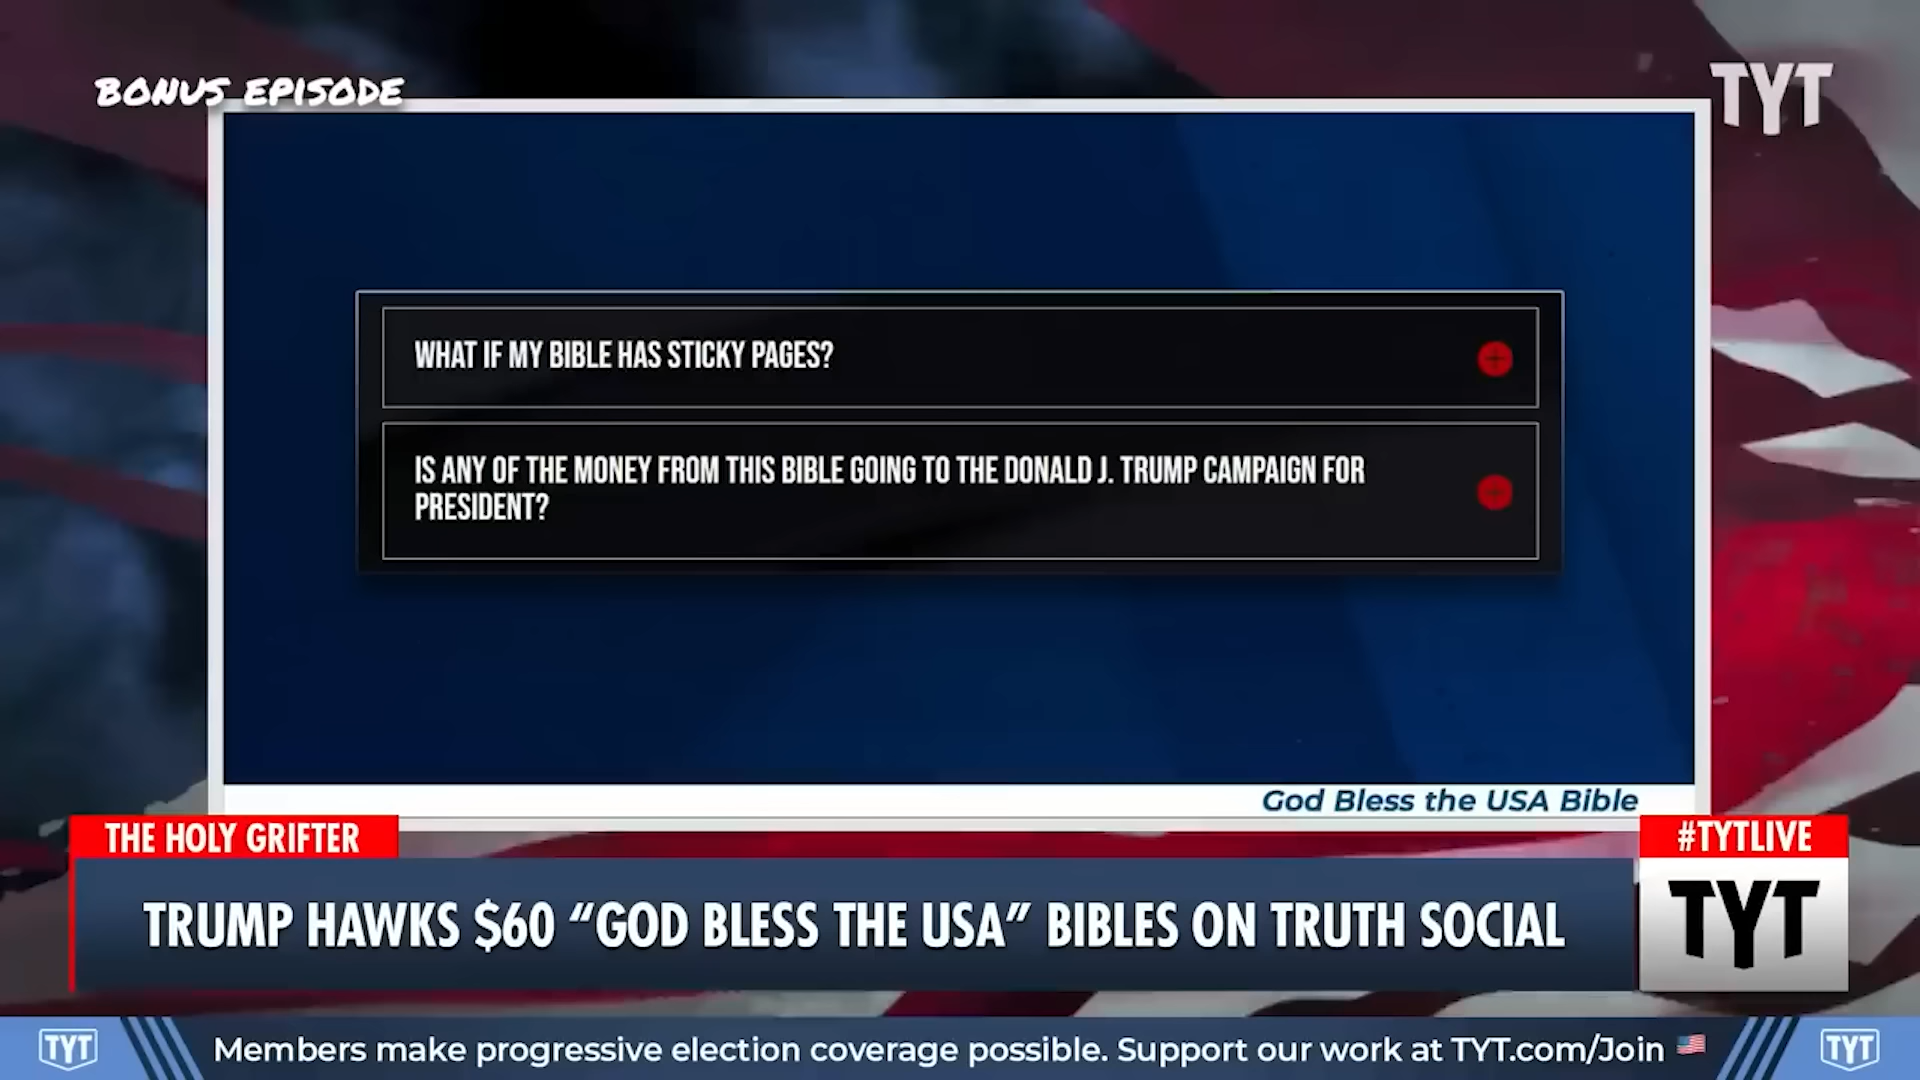 BONUS EPISODE
TYT
WHAT IF MY BIBLE HAS STICKY PAGES?
IS ANY OF THE MONEY FROM THIS BIBLE GOING TO THE DONALD J. TRUMP CAMPAIGN FOR
PRESIDENT?
God Bless the USA Bible
THE HOLY GRIFTER
#TYTLIVE
TRUMP HAWKS $60 “GOD BLESS THE USA” BIBLES ON TRUTH SOCIAL
TYT
TYT
Members make progressive election coverage possible. Support our work at TYT.com/Join
TYT